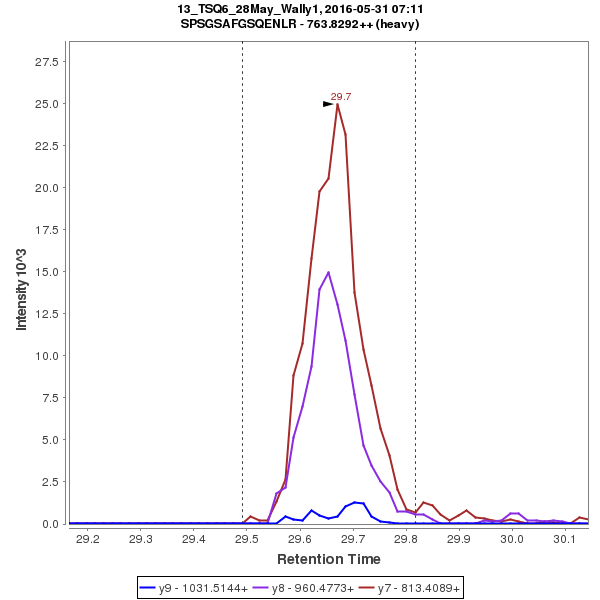 13_TSQ6_28May_Wally1, 2016-05-31 07:11
SPSGSAFGSQENLR - 763.8292++ (heavy)
Intensity 10^3
27.5
25.0
22.5
20.0
17.5
15.0
12.5
10.0
7.5
5.0
2.5
0.0
29.7
29.2 29.3 29.4 29.5 29.6 29.7 29.8 29.9 30.0 30.1
Retention Time
y9 - 1031.5144+ y8 - 960.4773+ y7 - 813.4089+